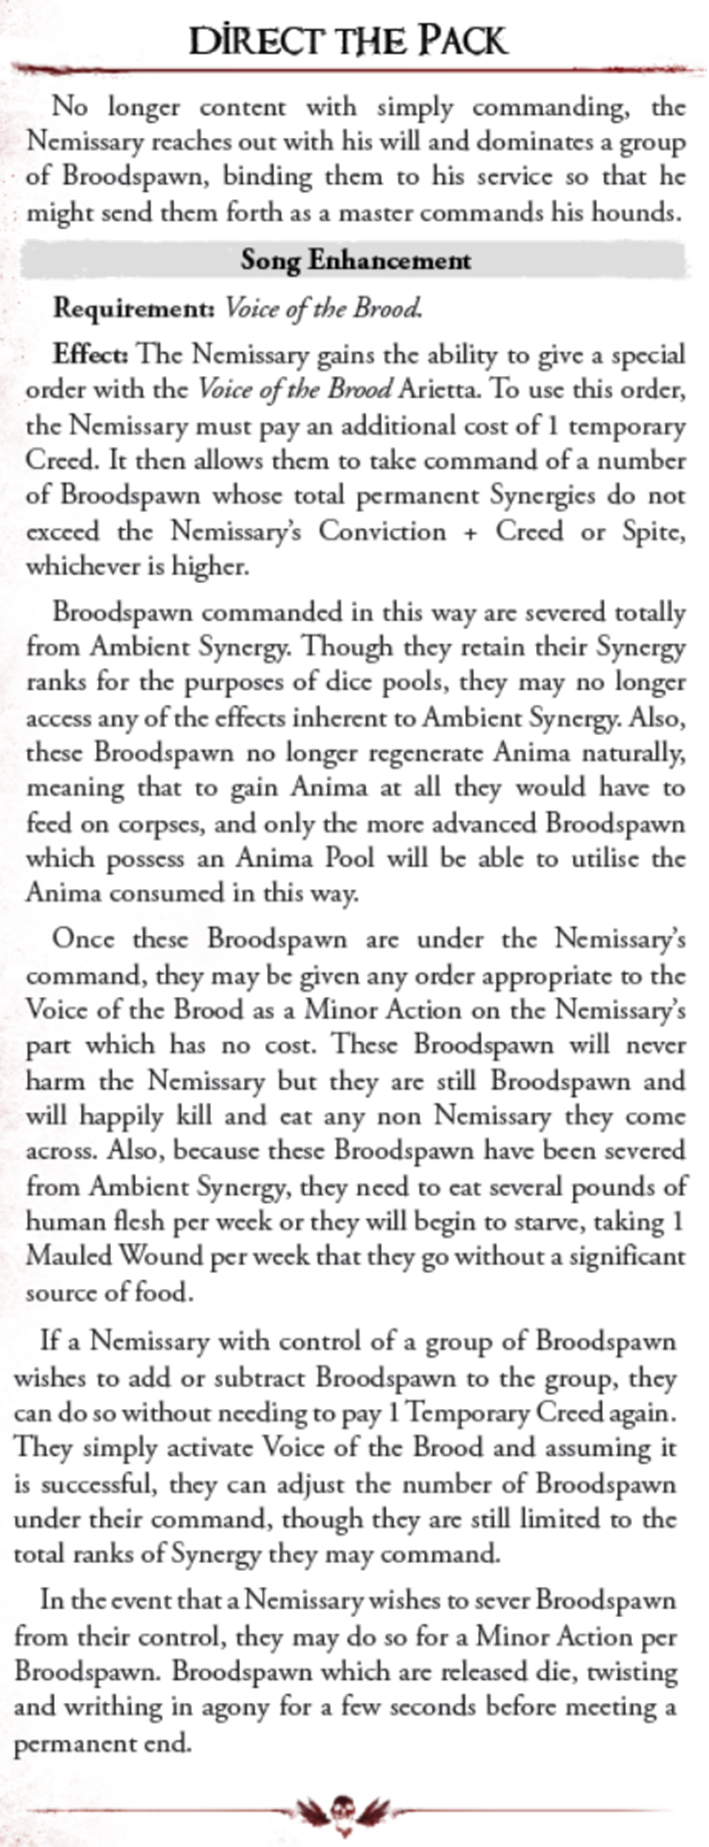 DIRECT THE PACK
No longer content with simply commanding, the
Nemissary reaches out with his will and dominates a group
of Broodspawn, binding them to his service so that he
might send them forth as a master commands his hounds.
Song Enhancement
Requirement: Voice of the Brood.
Effect: The Nemissary gains the ability to give a special
order with the Voice of the Brood Arietta. To use this order,
the Nemissary must pay an additional cost of 1 temporary
Creed. It then allows them to take command of a number
of Broodspawn whose total permanent Synergies do not
exceed the Nemissary's Conviction + Creed or Spite,
whichever is higher.
Broodspawn commanded in this way are severed totally
from Ambient Synergy. Though they retain their Synergy
ranks for the purposes of dice pools, they may no longer
access any of the effects inherent to Ambient Synergy. Also,
these Broodspawn no longer regenerate Anima naturally,
meaning that to gain Anima at all they would have to
feed on corpses, and only the more advanced Broodspawn
which possess an Anima Pool will be able to utilise the
Anima consumed in this way.
Once these Broodspawn are under the Nemissary's
command, they may be given any order appropriate to the
Voice of the Brood as a Minor Action on the Nemissary's
part which has no cost. These Broodspawn will never
harm the Nemissary but they are still Broodspawn and
will happily kill and eat any non Nemissary they come
across. Also, because these Broodspawn have been severed
from Ambient Synergy, they need to eat several pounds of
human flesh per week or they will begin to starve, taking 1
Mauled Wound per week that they go without a significant
source of food.
If a Nemissary with control of a group of Broodspawn
wishes to add or subtract Broodspawn to the group, they
can do so without needing to pay 1 Temporary Creed again.
They simply activate Voice of the Brood and assuming it
is successful, they can adjust the number of Broodspawn
under their command, though they are still limited to the
total ranks of Synergy they may command.
In the event that a Nemissary wishes to sever Broodspawn
from their control, they may do so for a Minor Action per
Broodspawn. Broodspawn which are released die, twisting
and writhing in agony for a few seconds before meeting a
permanent end.